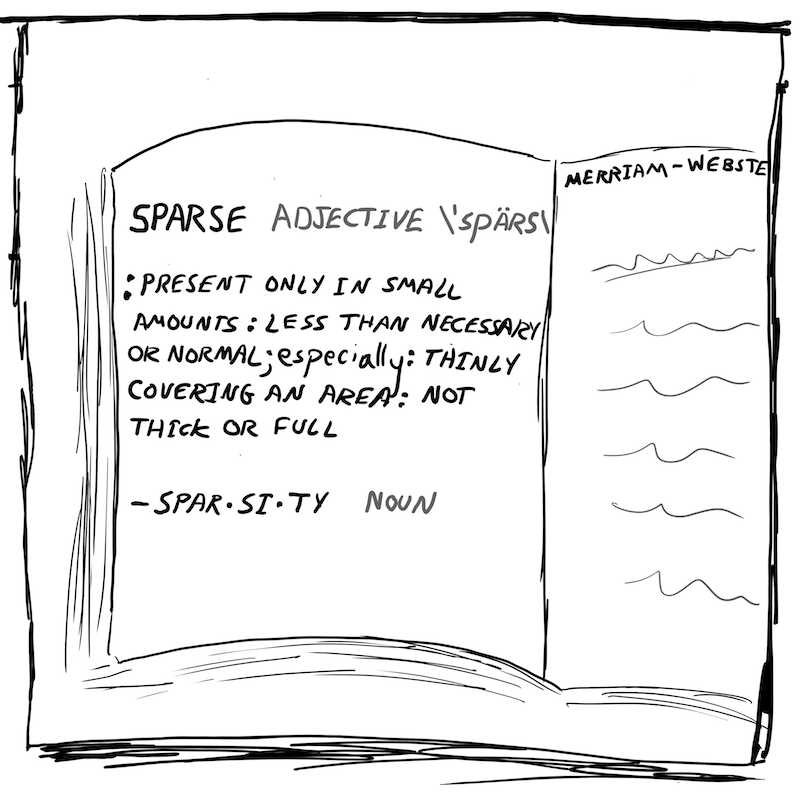 SPARSE ADJECTIVE \'spärs\
: PRESENT ONLY IN SMALL
AMOUNTS : LESS THAN NECESSARY
OR NORMAL; especially: THINLY
COVERING AN AREA: NOT
THICK OR FULL
– SPAR·SI·TY NOUN
MERRIAM-WEBSTE